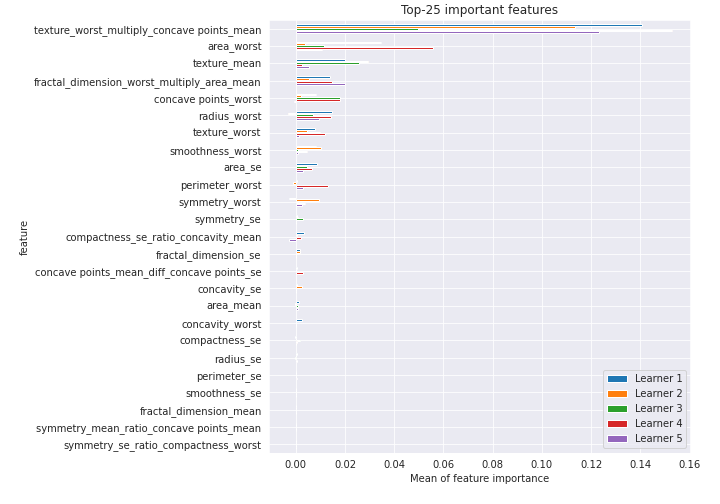 Top-25 important features
texture_worst_multiply_concave points_mean
area_worst
texture_mean
fractal_dimension_worst_multiply_area_mean
concave points_worst
radius_worst
texture_worst
smoothness_worst
area_se
perimeter_worst
symmetry_worst
symmetry_se
compactness_se_ratio_concavity_mean
fractal_dimension_se
concave points_mean_diff_concave points_se
concavity_se
area_mean
concavity_worst
compactness_se
radius_se
perimeter_se
smoothness_se
fractal_dimension_mean
symmetry_mean_ratio_concave points_mean
symmetry_se_ratio_compactness_worst
feature
Learner 1
Learner 2
Learner 3
Learner 4
Learner 5
0.00 0.02 0.04 0.06 0.08 0.10 0.12 0.14 0.16
Mean of feature importance